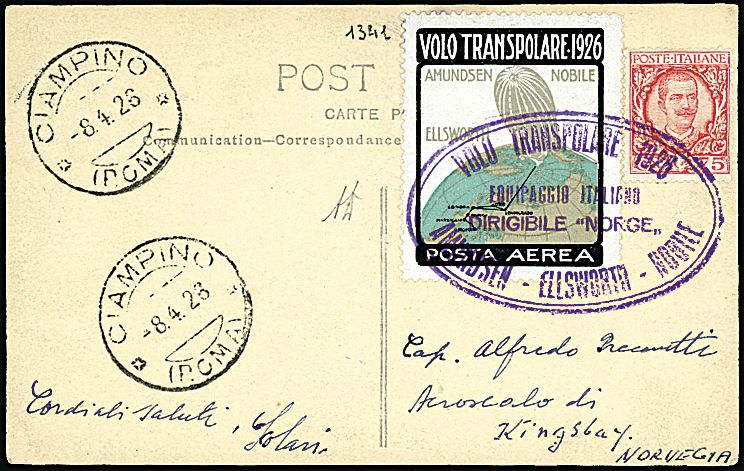 1341
POST
CARTE P
Communication—Correspondance
CIAMPINO
-8.4.26
(ROMA)
CIAMPINO
-8.4.26
(ROMA)
VOLO TRANSPOLARE·1926
AMUNDSEN NOBILE
ELLSWORTH
LONDRA
LENINGRADO
POSTA AEREA
POSTE·ITALIANE
VOLO TRANSPOLARE 1926
EQUIPAGGIO ITALIANO
DIRIGIBILE "NORGE"
AMUNDSEN - ELLSWORTH - NOBILE
Cordiali saluti,
Cap. Alfredo
Aeroscalo di
Kingsbay.
NORVEGIA